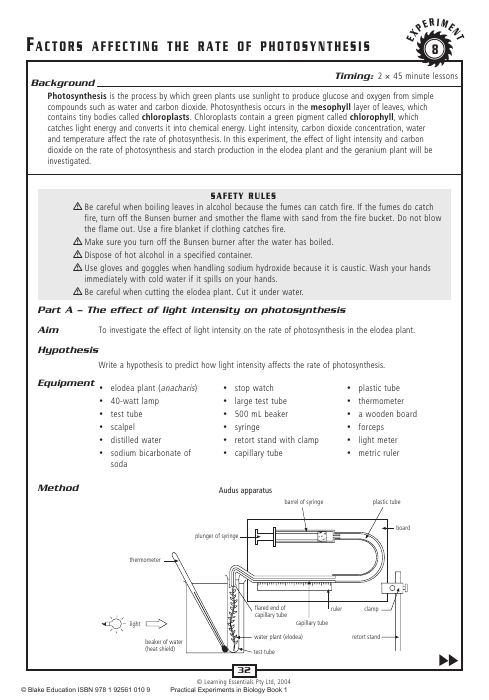 EXPERIMENT
8
FACTORS AFFECTING THE RATE OF PHOTOSYNTHESIS
Timing: 2 × 45 minute lessons
Background
Photosynthesis is the process by which green plants use sunlight to produce glucose and oxygen from simple
compounds such as water and carbon dioxide. Photosynthesis occurs in the mesophyll layer of leaves, which
contains tiny bodies called chloroplasts. Chloroplasts contain a green pigment called chlorophyll, which
catches light energy and converts it into chemical energy. Light intensity, carbon dioxide concentration, water
and temperature affect the rate of photosynthesis. In this experiment, the effect of light intensity and carbon
dioxide on the rate of photosynthesis and starch production in the elodea plant and the geranium plant will be
investigated.
SAFETY RULES
Be careful when boiling leaves in alcohol because the fumes can catch fire. If the fumes do catch
fire, turn off the Bunsen burner and smother the flame with sand from the fire bucket. Do not blow
the flame out. Use a fire blanket if clothing catches fire.
Make sure you turn off the Bunsen burner after the water has boiled.
Dispose of hot alcohol in a specified container.
Use gloves and goggles when handling sodium hydroxide because it is caustic. Wash your hands
immediately with cold water if it spills on your hands.
Be careful when cutting the elodea plant. Cut it under water.
Part A – The effect of light intensity on photosynthesis
Aim
To investigate the effect of light intensity on the rate of photosynthesis in the elodea plant.
Hypothesis
Write a hypothesis to predict how light intensity affects the rate of photosynthesis.
Equipment
• elodea plant (anacharis)
• 40-watt lamp
• test tube
• scalpel
• distilled water
• sodium bicarbonate of
soda
• stop watch
• large test tube
• 500 mL beaker
• syringe
• retort stand with clamp
• capillary tube
• plastic tube
• thermometer
• a wooden board
• forceps
• light meter
• metric ruler
Method
Audus apparatus
barrel of syringe
plastic tube
board
plunger of syringe
thermometer
flared end of
capillary tube
ruler
clamp
capillary tube
light
water plant (elodea)
retort stand
beaker of water
(heat shield)
test-tube
32
© Learning Essentials Pty Ltd, 2004
© Blake Education ISBN 978 1 92561 010 9 Practical Experiments in Biology Book 1